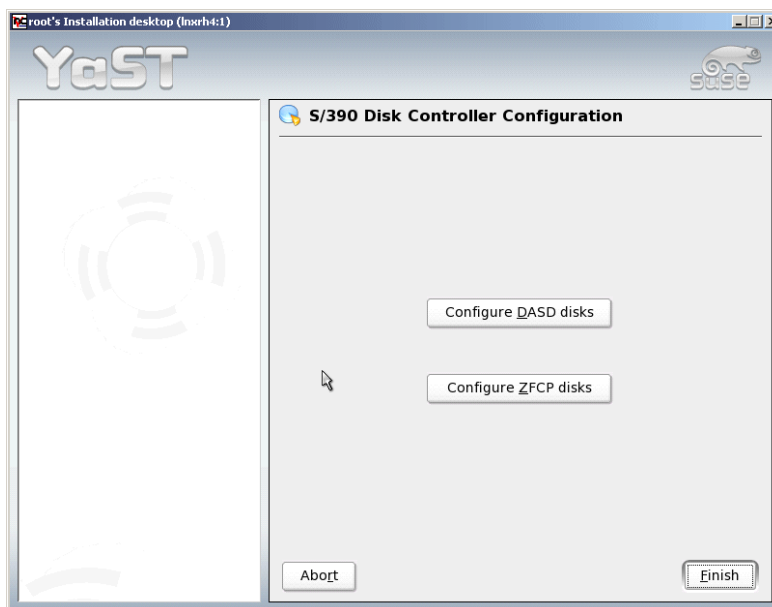 root's Installation desktop (lnxrh4:1)
YaST
SUSE
S/390 Disk Controller Configuration
Configure DASD disks
Configure ZFCP disks
Abort
Finish